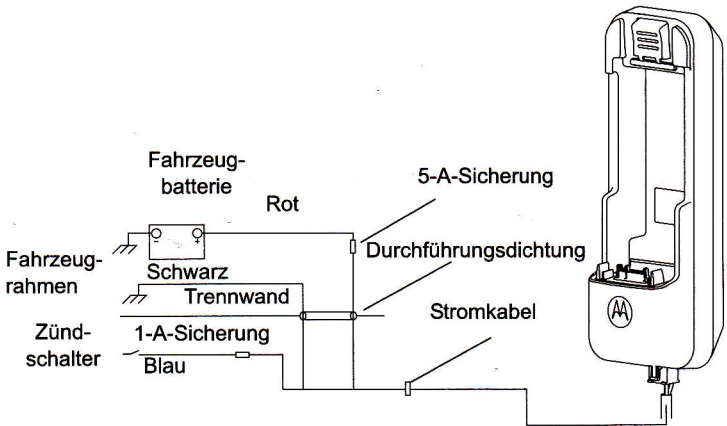 Fahrzeug-
batterie
Rot
5-A-Sicherung
Durchführungsdichtung
Fahrzeug-
rahmen
Schwarz
Trennwand
Zünd-
schalter
1-A-Sicherung
Blau
Stromkabel